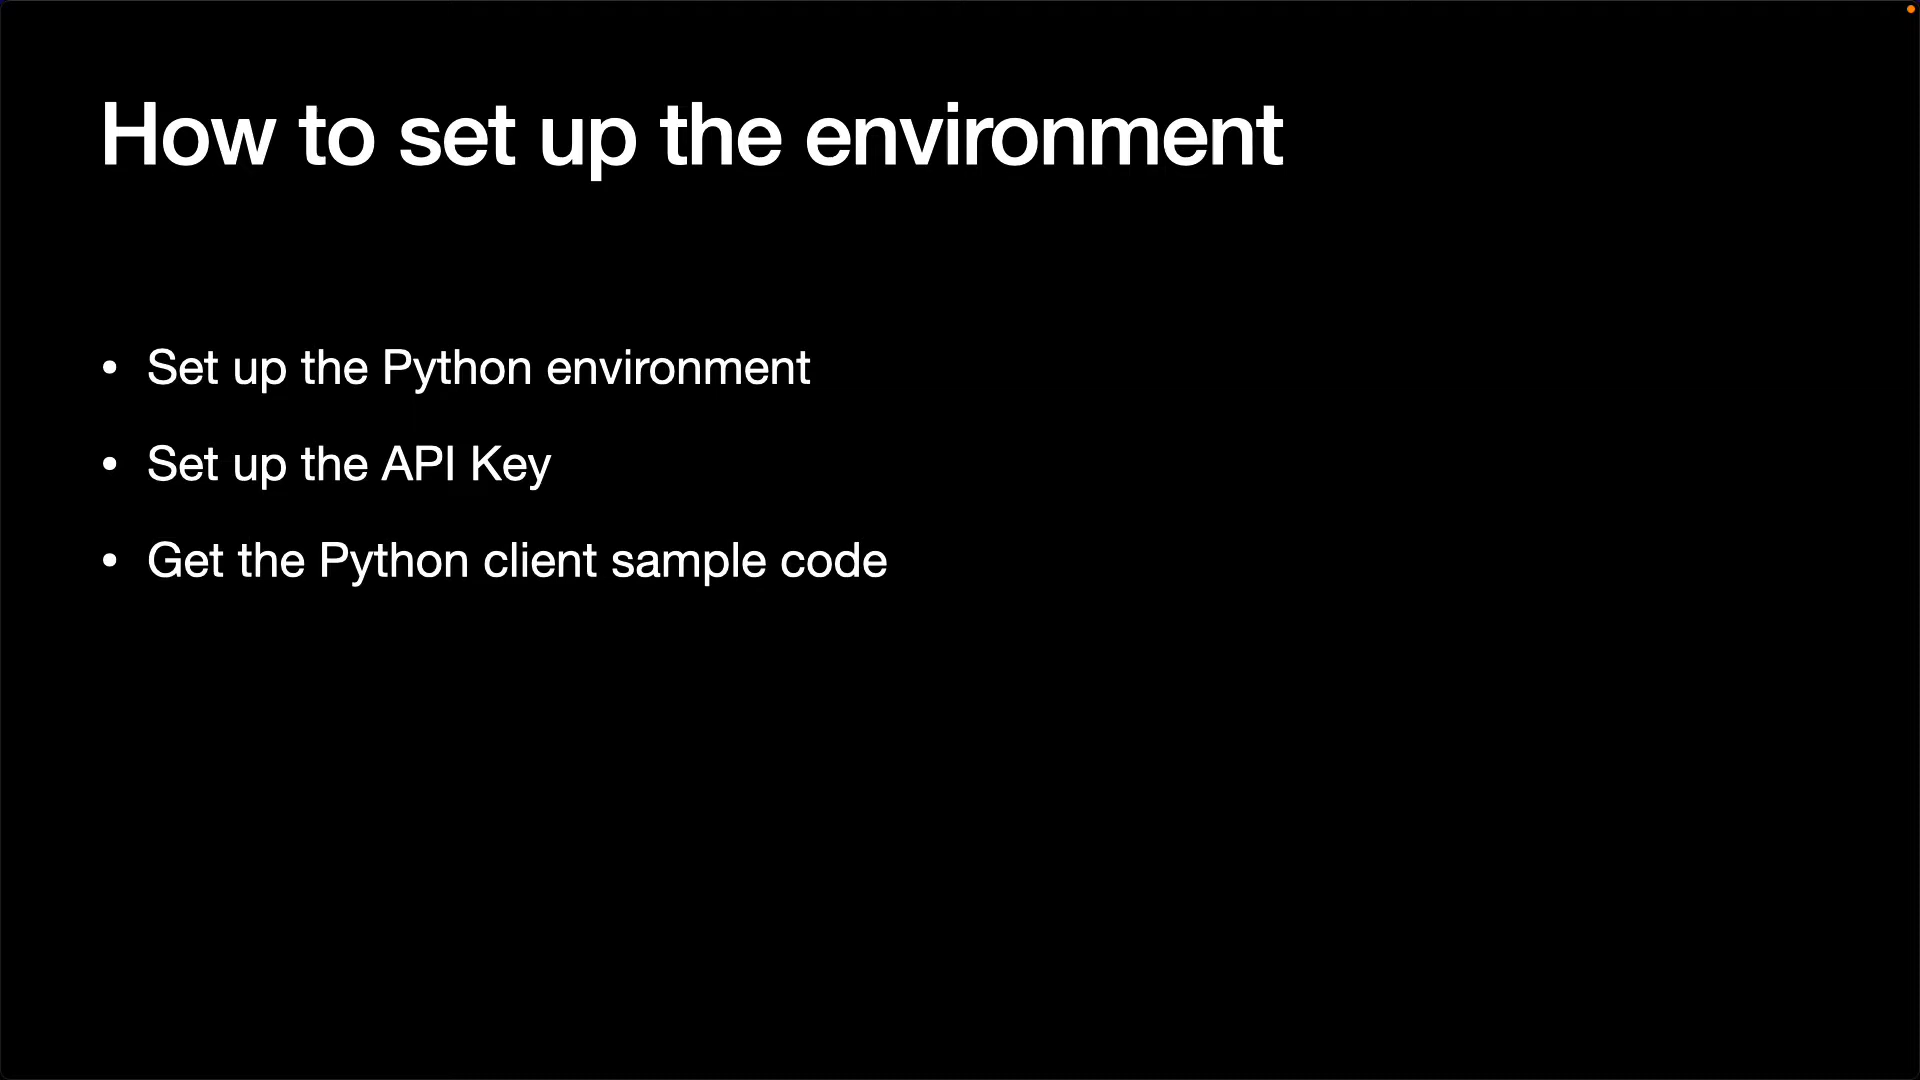 How to set up the environment
• Set up the Python environment
• Set up the API Key
• Get the Python client sample code